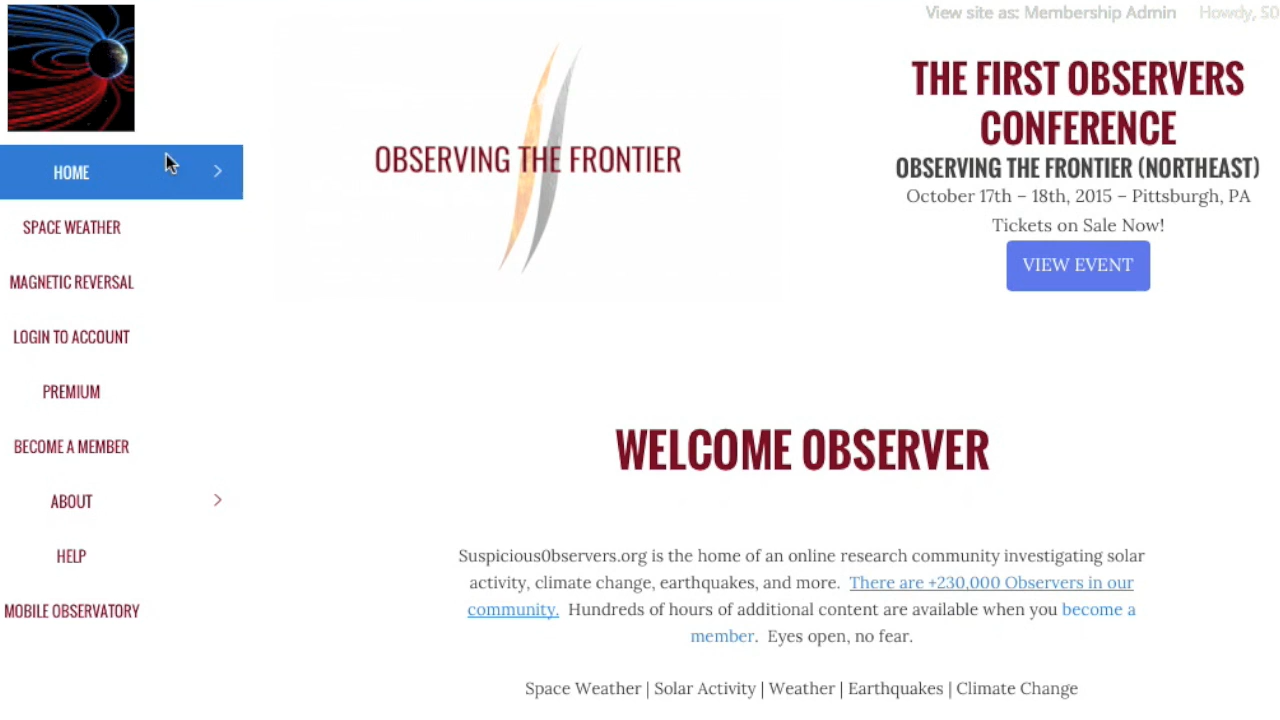 View site as: Membership Admin Howdy, S0
HOME
SPACE WEATHER
MAGNETIC REVERSAL
LOGIN TO ACCOUNT
PREMIUM
BECOME A MEMBER
ABOUT
HELP
MOBILE OBSERVATORY
OBSERVING THE FRONTIER
THE FIRST OBSERVERS
CONFERENCE
OBSERVING THE FRONTIER (NORTHEAST)
October 17th – 18th, 2015 – Pittsburgh, PA
Tickets on Sale Now!
VIEW EVENT
WELCOME OBSERVER
Suspicious0bservers.org is the home of an online research community investigating solar
activity, climate change, earthquakes, and more. There are +230,000 Observers in our
community. Hundreds of hours of additional content are available when you become a
member. Eyes open, no fear.
Space Weather | Solar Activity | Weather | Earthquakes | Climate Change